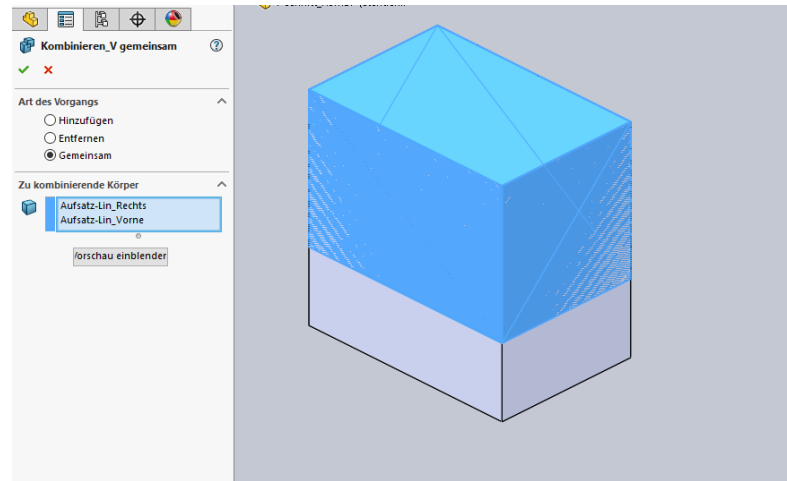 Kombinieren_V gemeinsam
Art des Vorgangs
Hinzufügen
Entfernen
Gemeinsam
Zu kombinierende Körper
Aufsatz-Lin_Rechts
Aufsatz-Lin_Vorne
orschau einblender